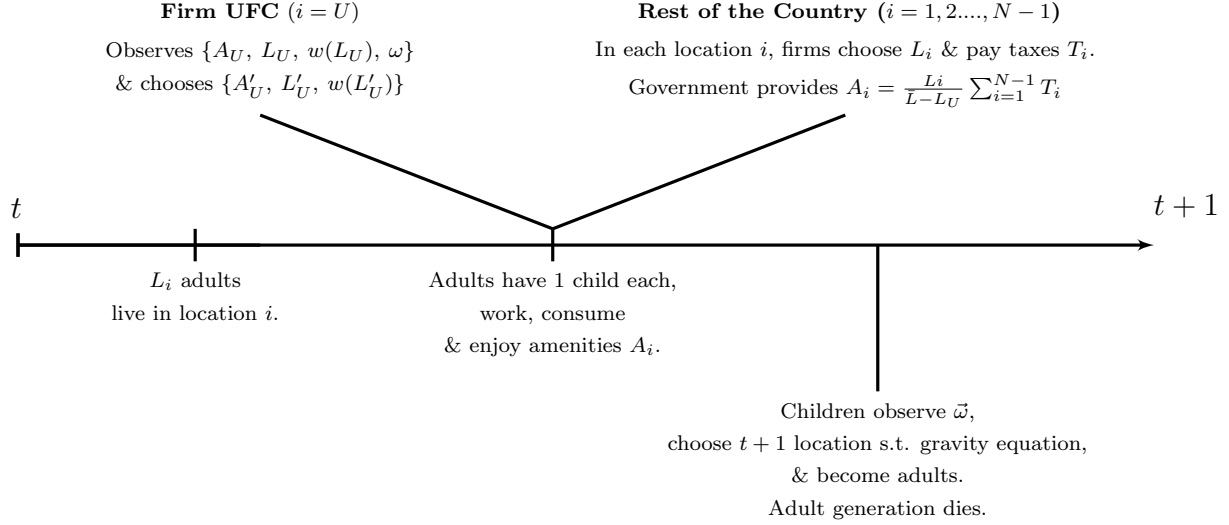 Firm UFC (i = U)
Observes {A_U, L_U, w(L_U), ω}
& chooses {A′_U, L′_U, w(L′_U)}
Rest of the Country (i = 1, 2...., N − 1)
In each location i, firms choose L_i & pay taxes T_i.
Government provides A_i = \frac{Li}{\bar{L}−L_U} ∑_{i=1}^{N−1} T_i
t
t + 1
L_i adults
live in location i.
Adults have 1 child each,
work, consume
& enjoy amenities A_i.
Children observe \vec{ω},
choose t + 1 location s.t. gravity equation,
& become adults.
Adult generation dies.